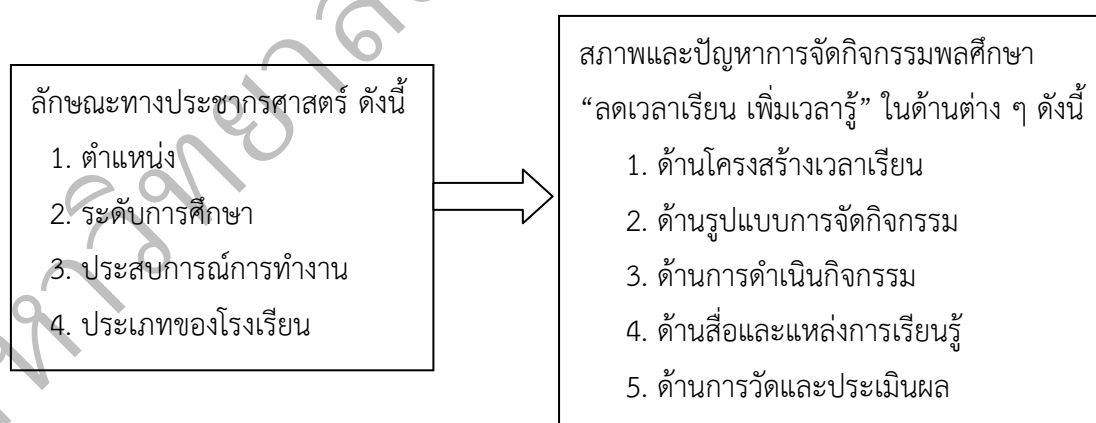 ลักษณะทางประชากรศาสตร์ ดังนี้
1. ตำแหน่ง
2. ระดับการศึกษา
3. ประสบการณ์การทำงาน
4. ประเภทของโรงเรียน
สภาพและปัญหาการจัดกิจกรรมพลศึกษา
“ลดเวลาเรียน เพิ่มเวลารู้” ในด้านต่าง ๆ ดังนี้
1. ด้านโครงสร้างเวลาเรียน
2. ด้านรูปแบบการจัดกิจกรรม
3. ด้านการดำเนินกิจกรรม
4. ด้านสื่อและแหล่งการเรียนรู้
5. ด้านการวัดและประเมินผล